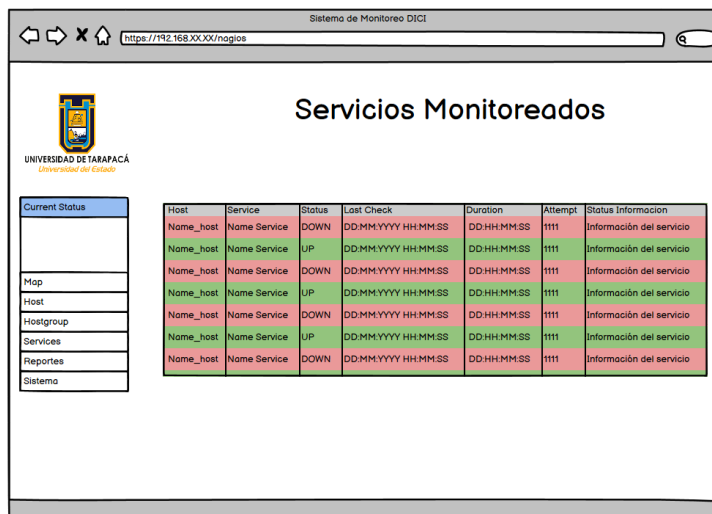 Sistema de Monitoreo DICI
https://192.168.XX.XX/nagios
Servicios Monitoreados
UNIVERSIDAD DE TARAPACÁ
Universidad del Estado
Current Status
Map
Host
Hostgroup
Services
Reportes
Sistema
Host Service Status Last Check Duration Attempt Status Informacion
Name_host Name Service DOWN DD:MM:YYYY HH:MM:SS DD:HH:MM:SS 1111 Información del servicio
Name_host Name Service UP DD:MM:YYYY HH:MM:SS DD:HH:MM:SS 1111 Información del servicio
Name_host Name Service DOWN DD:MM:YYYY HH:MM:SS DD:HH:MM:SS 1111 Información del servicio
Name_host Name Service UP DD:MM:YYYY HH:MM:SS DD:HH:MM:SS 1111 Información del servicio
Name_host Name Service DOWN DD:MM:YYYY HH:MM:SS DD:HH:MM:SS 1111 Información del servicio
Name_host Name Service UP DD:MM:YYYY HH:MM:SS DD:HH:MM:SS 1111 Información del servicio
Name_host Name Service DOWN DD:MM:YYYY HH:MM:SS DD:HH:MM:SS 1111 Información del servicio